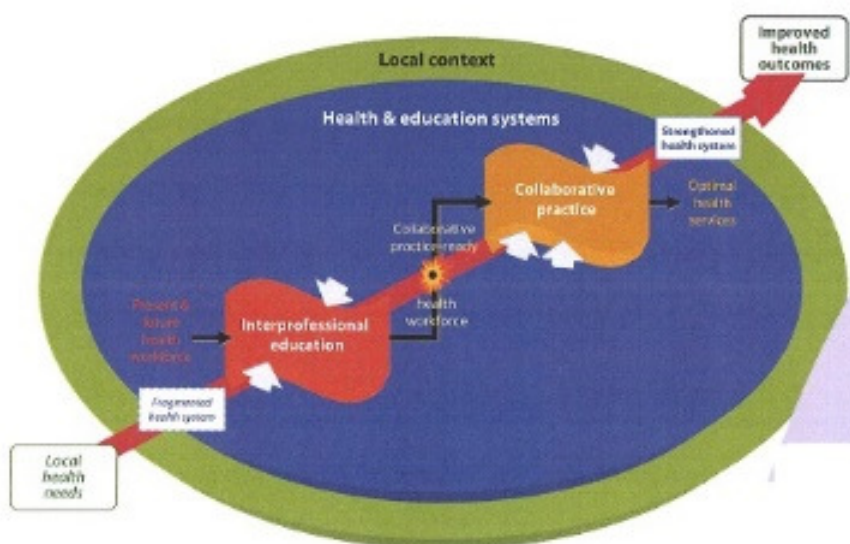 Improved
health
outcomes
Local context
Health & education systems
Strengthened
health system
Collaborative
practice
Optimal
health
services
Collaborative
practice-ready
health
workforce
Present &
future
health
workforce
Interprofessional
education
Fragmented
health system
Local
health
needs